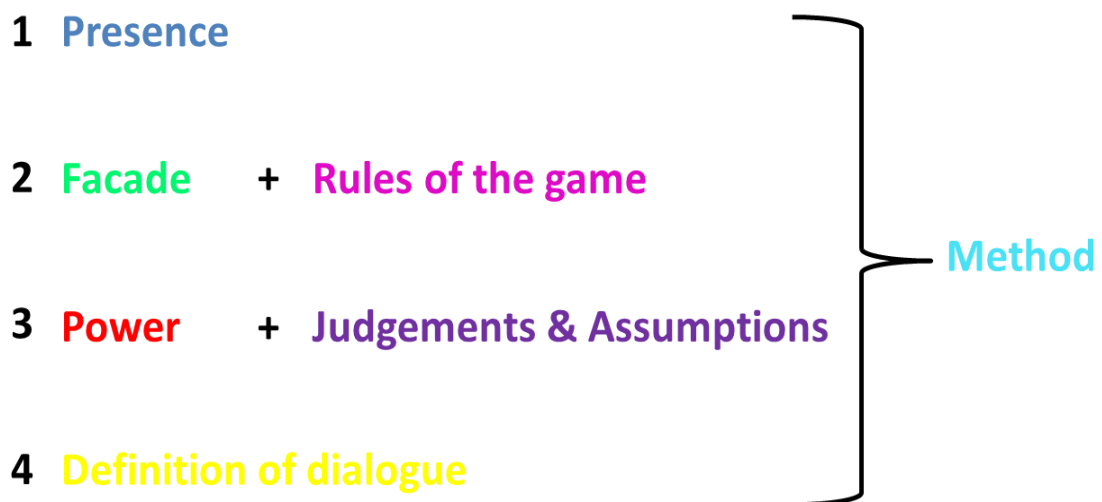 1 Presence
2 Facade + Rules of the game
3 Power + Judgements & Assumptions
4 Definition of dialogue
Method